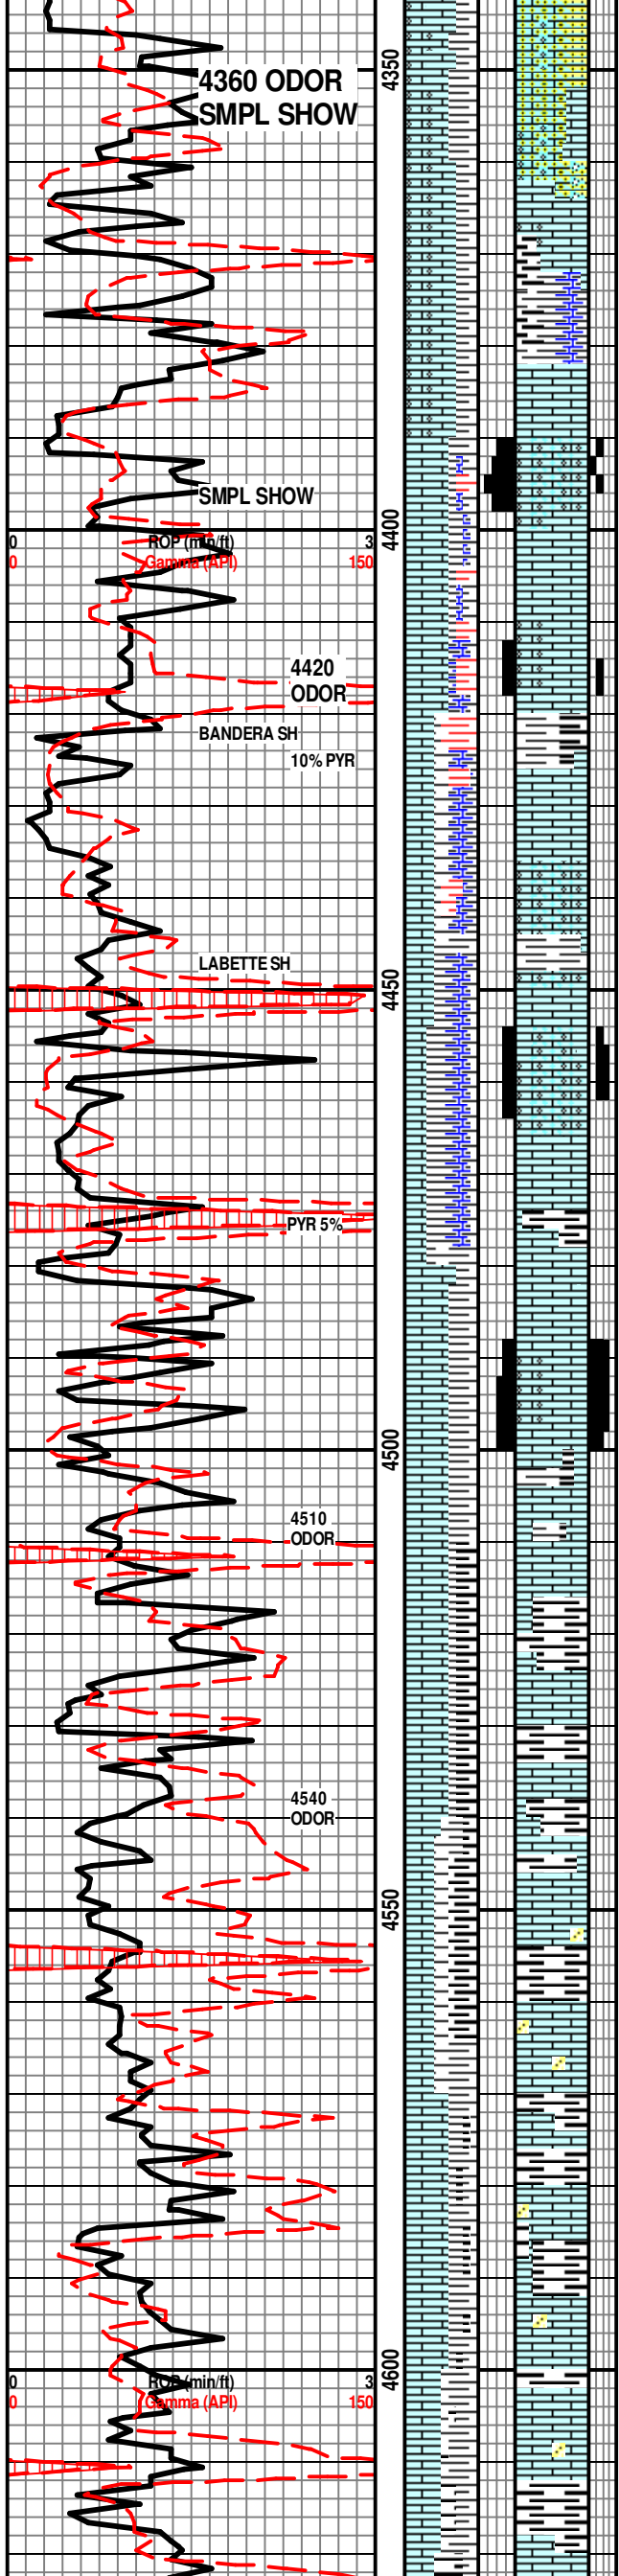 4350
4360 ODOR
SMPL SHOW
SMPL SHOW
4400
0 ROP (min/ft) 3
0 Gamma (API) 150
4420
ODOR
BANDERA SH
10% PYR
LABETTE SH
4450
PYR 5%
4500
4510
ODOR
4540
ODOR
4550
4600
0 ROP (min/ft) 3
0 Gamma (API) 150